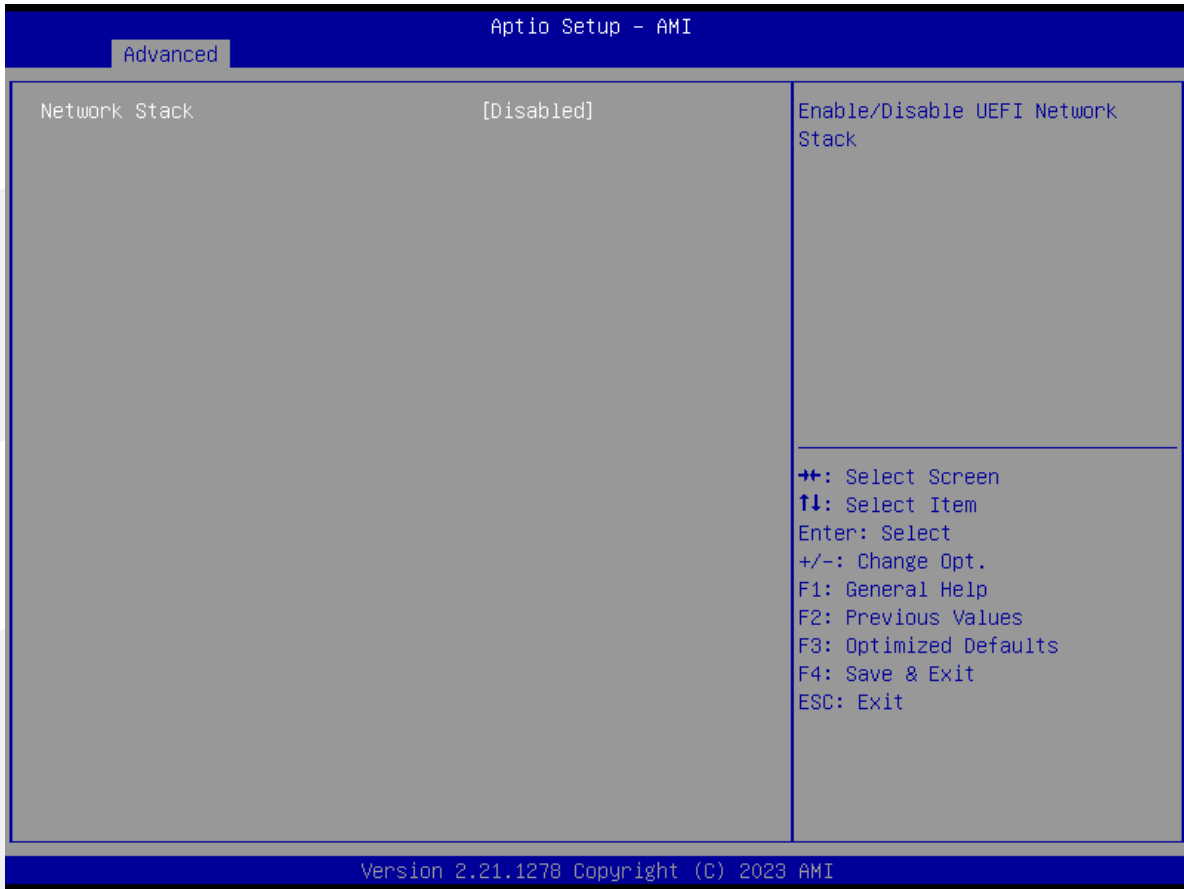 Aptio Setup – AMI
Advanced
Network Stack [Disabled]
Enable/Disable UEFI Network
Stack
→←: Select Screen
↑↓: Select Item
Enter: Select
+/-: Change Opt.
F1: General Help
F2: Previous Values
F3: Optimized Defaults
F4: Save & Exit
ESC: Exit
Version 2.21.1278 Copyright (C) 2023 AMI